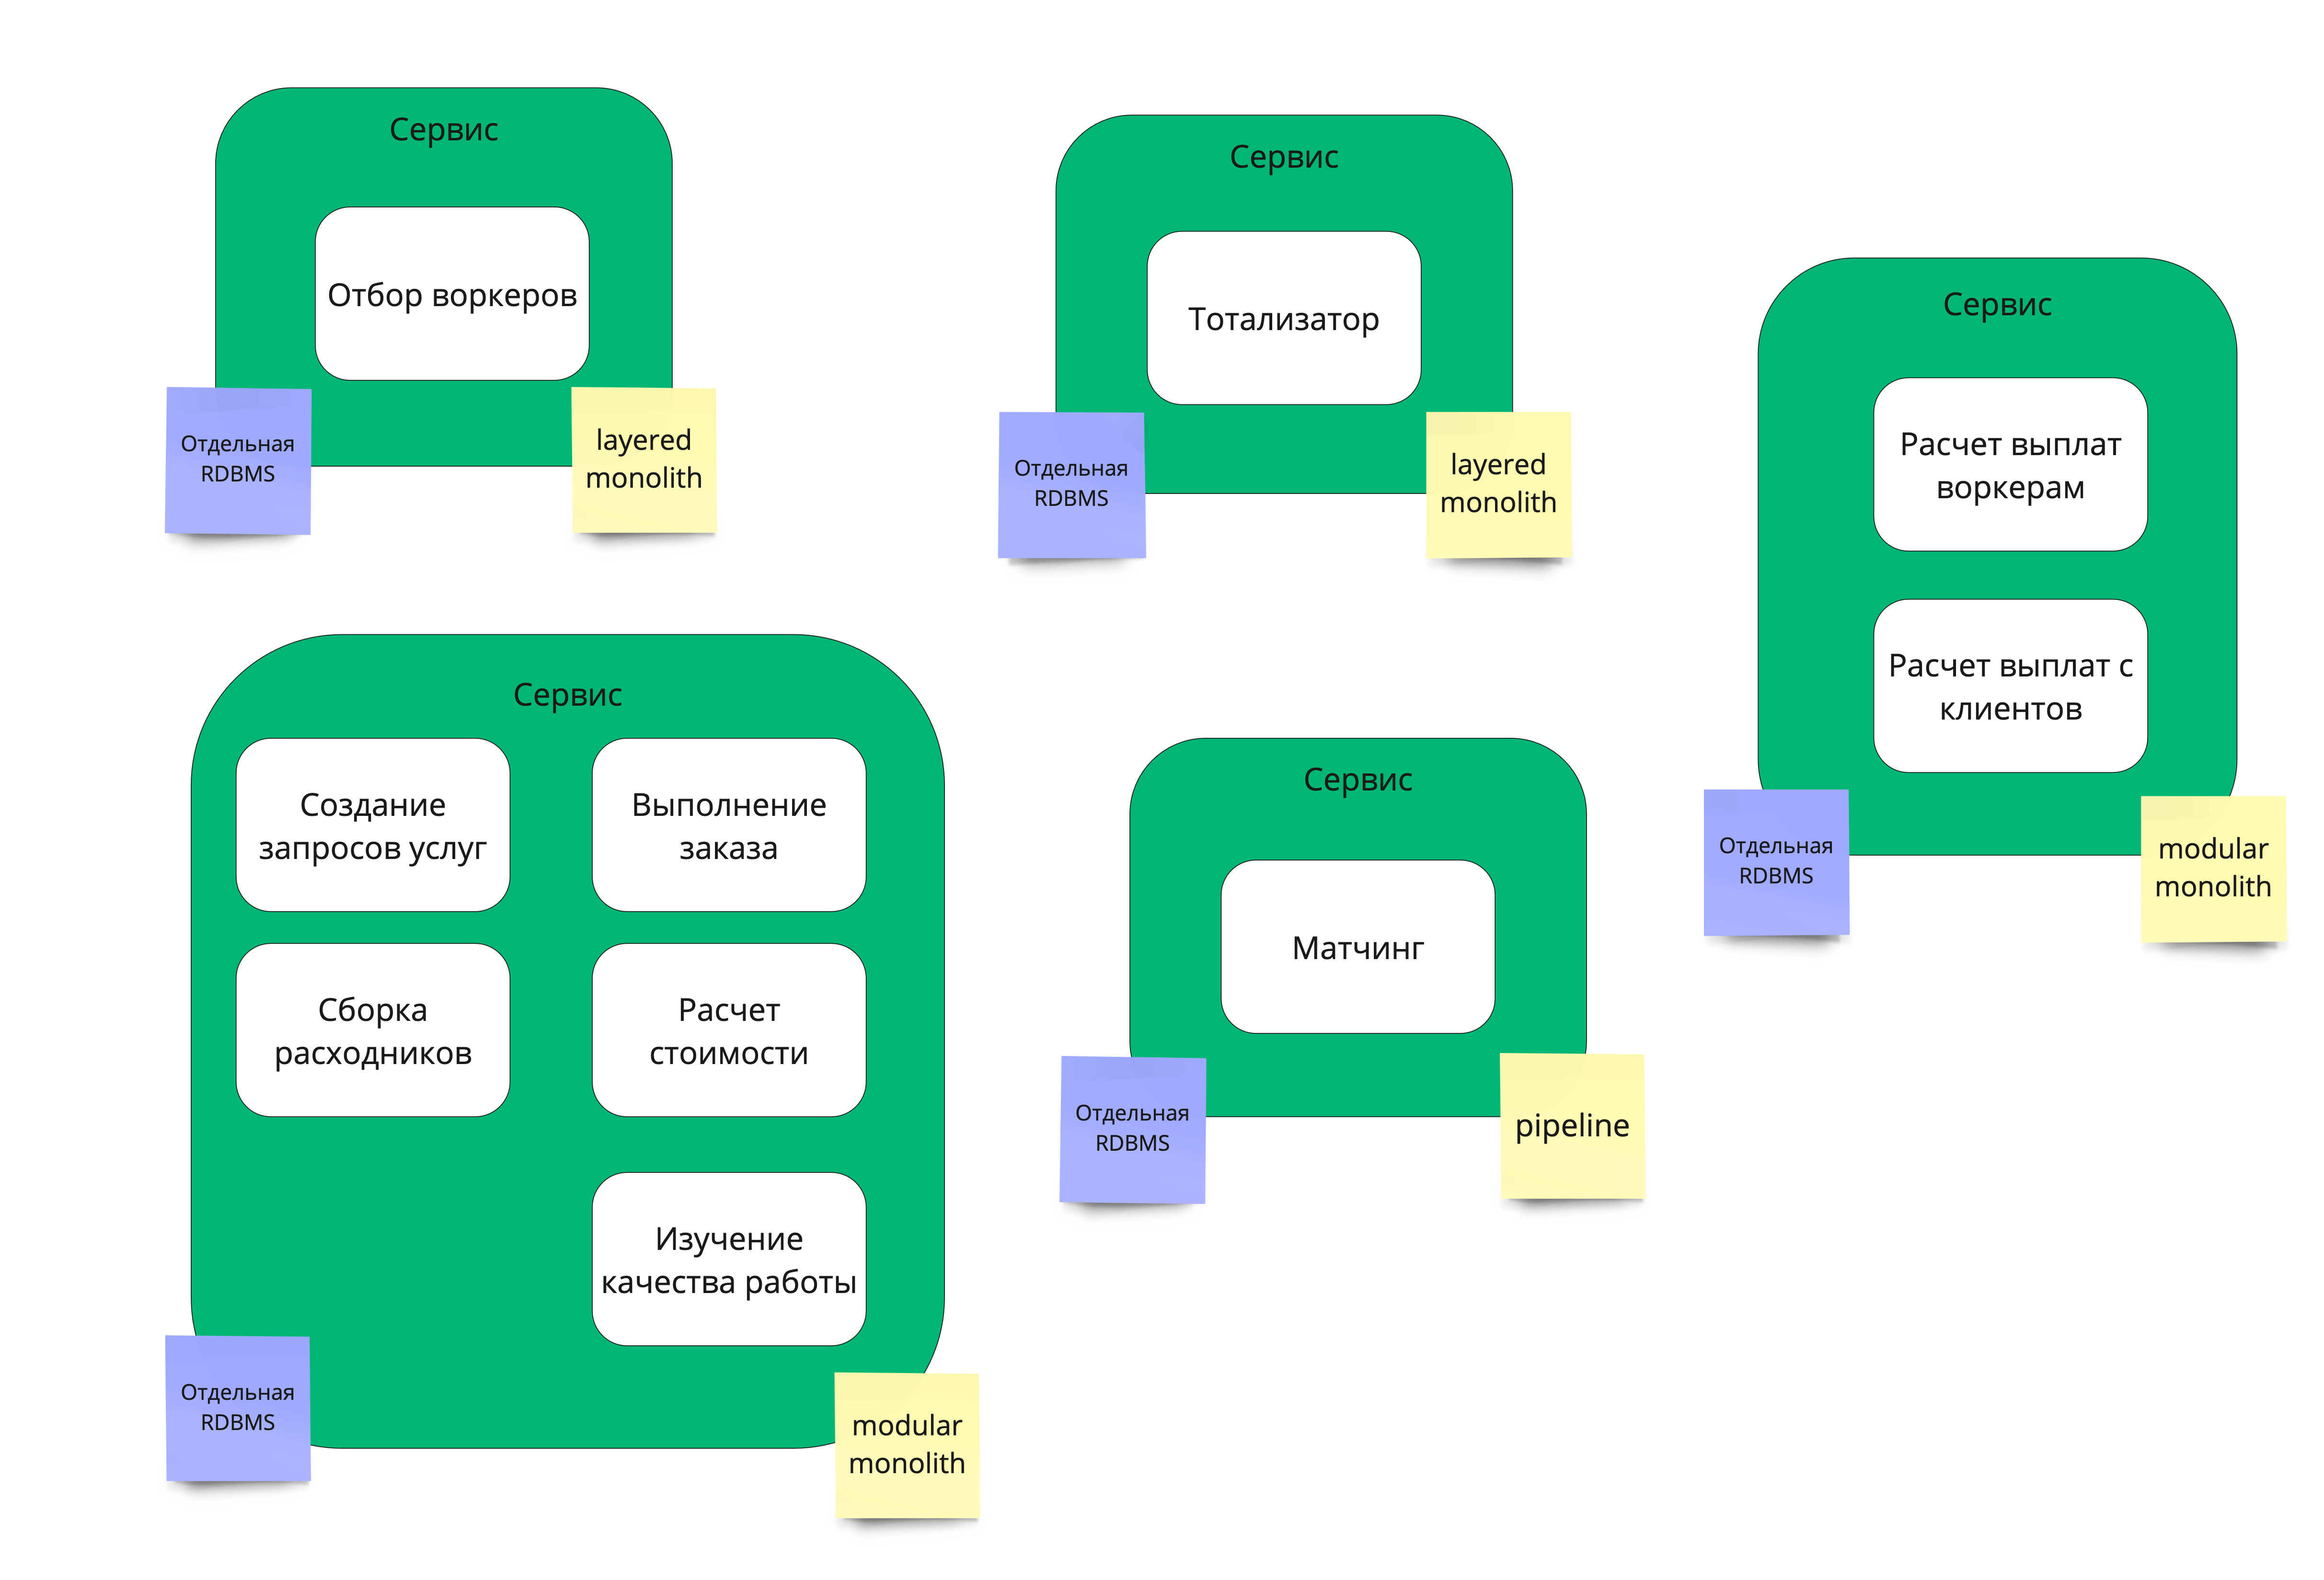 Сервис
Отбор воркеров
Отдельная
RDBMS
layered
monolith
Сервис
Тотализатор
Отдельная
RDBMS
layered
monolith
Сервис
Расчет выплат
воркерам
Расчет выплат с
клиентов
Отдельная
RDBMS
modular
monolith
Сервис
Создание
запросов услуг
Выполнение
заказа
Сборка
расходников
Расчет
стоимости
Изучение
качества работы
Отдельная
RDBMS
modular
monolith
Сервис
Матчинг
Отдельная
RDBMS
pipeline